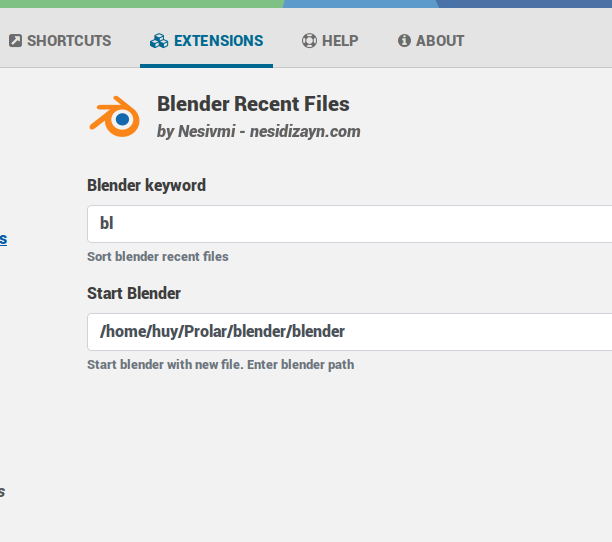 SHORTCUTS EXTENSIONS HELP ABOUT
Blender Recent Files
by Nesivmi - nesidizayn.com
Blender keyword
bl
s
Sort blender recent files
Start Blender
/home/huy/Prolar/blender/blender
Start blender with new file. Enter blender path
s